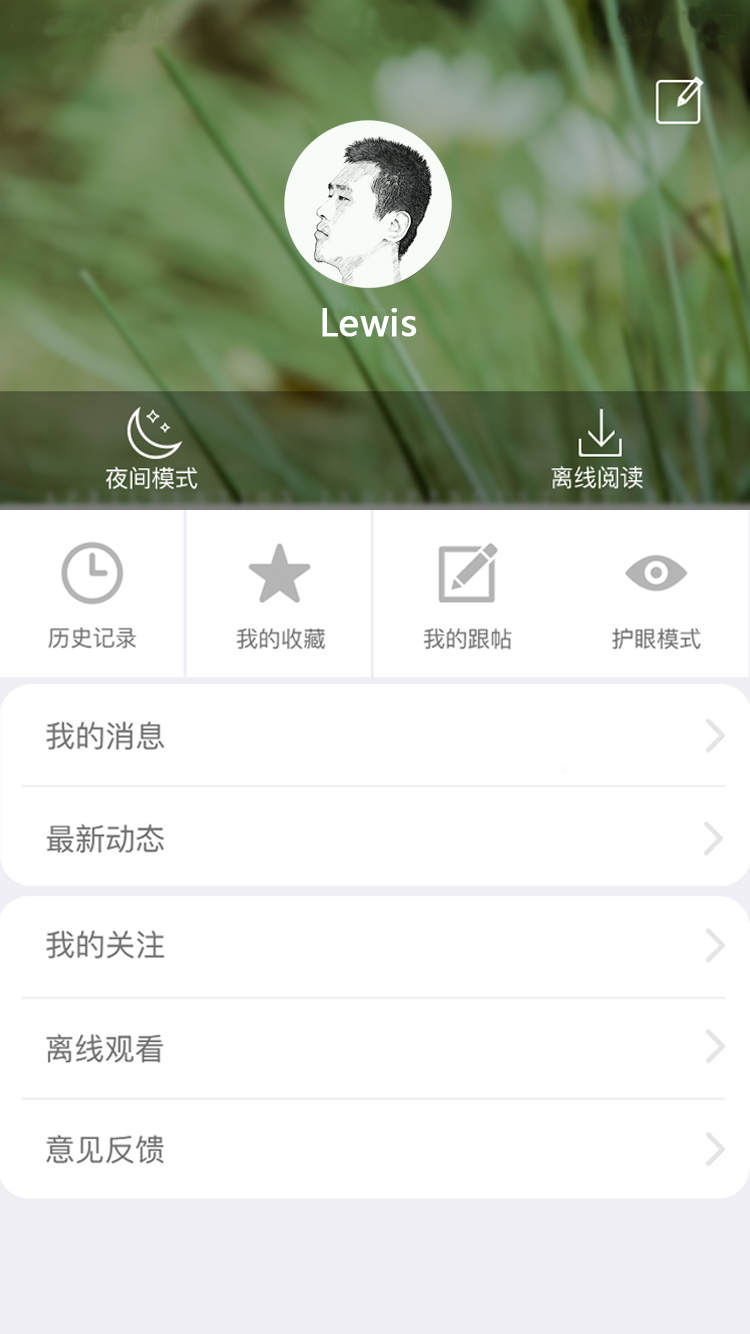 Lewis
夜间模式
离线阅读
历史记录
我的收藏
我的跟帖
护眼模式
我的消息
最新动态
我的关注
离线观看
意见反馈